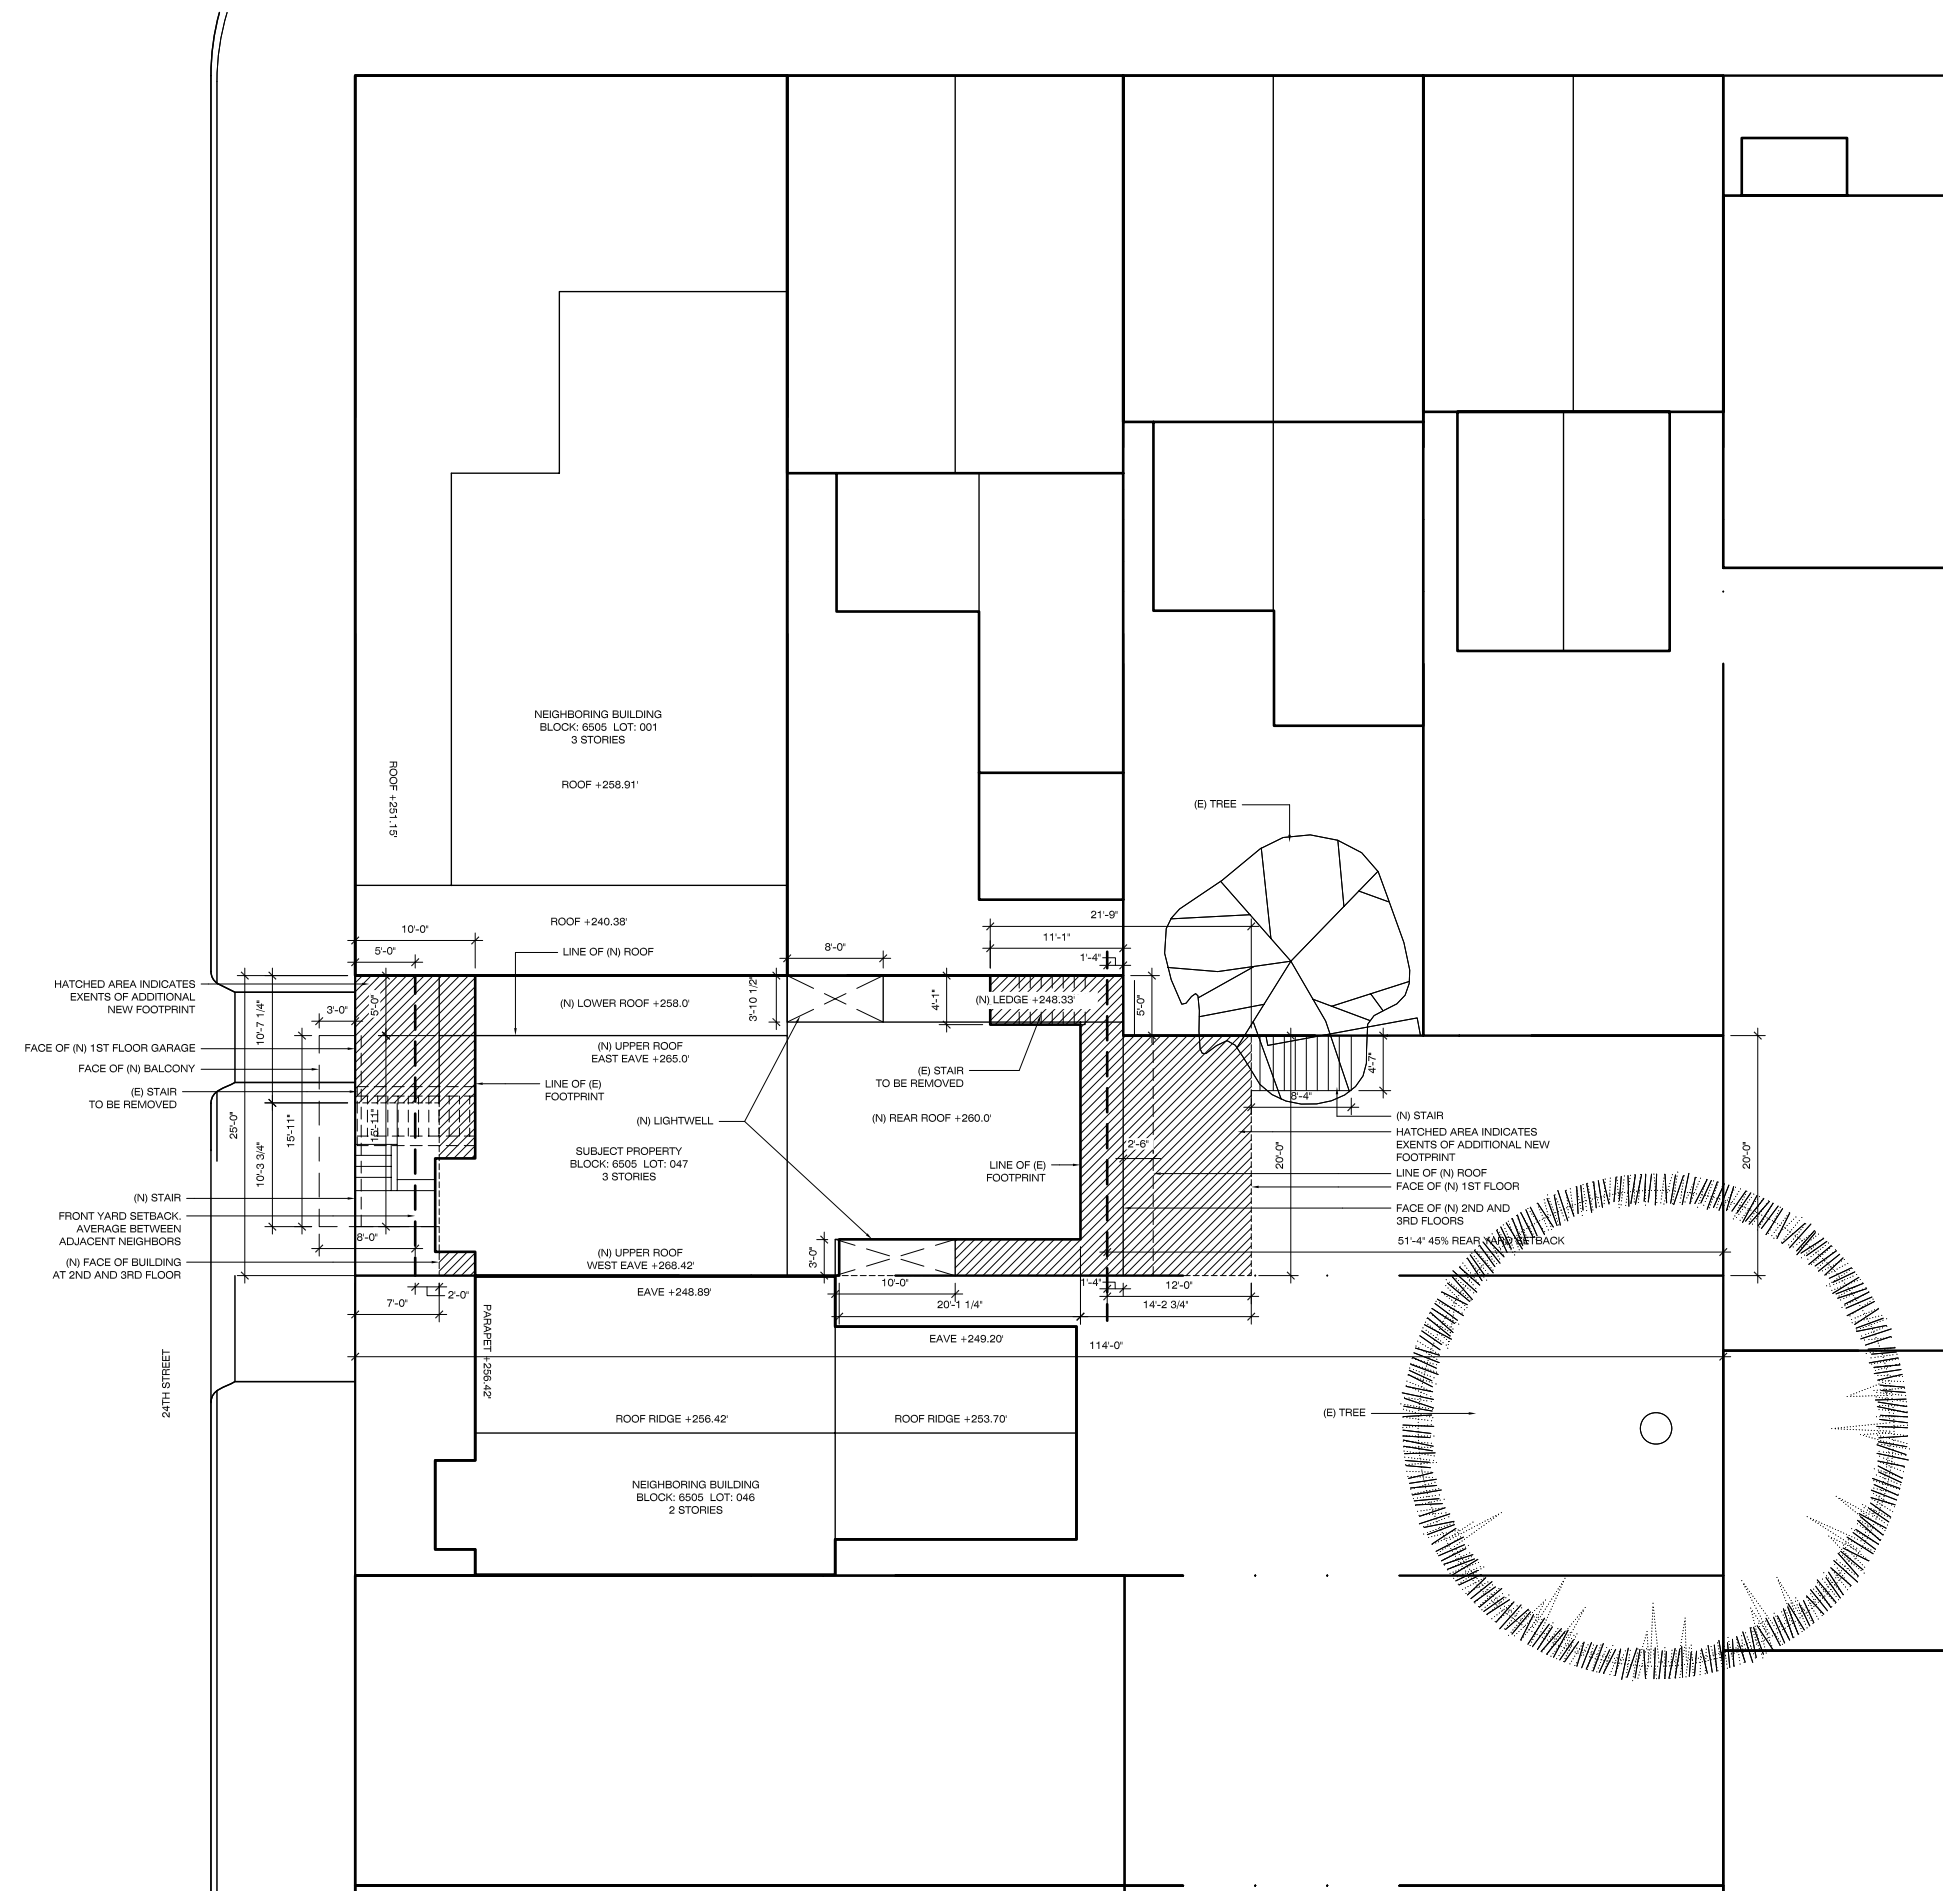 NEIGHBORING BUILDING
BLOCK: 6505 LOT: 001
3 STORIES
ROOF +258.91'
ROOF +251.15'
(E) TREE
ROOF +240.38'
21'-9"
10'-0"
11'-1"
5'-0"
LINE OF (N) ROOF
8'-0"
1'-4"
HATCHED AREA INDICATES
EXENTS OF ADDITIONAL
NEW FOOTPRINT
3'-0"
10'-7 1/4"
5'-0"
(N) LOWER ROOF +258.0'
3'-10 1/2"
4'-1"
(N) LEDGE +248.33'
5'-0"
FACE OF (N) 1ST FLOOR GARAGE
FACE OF (N) BALCONY
(E) STAIR
TO BE REMOVED
(N) UPPER ROOF
EAST EAVE +265.0'
LINE OF (E)
FOOTPRINT
(E) STAIR
TO BE REMOVED
4'-7"
8'-4"
25'-0"
15'-11"
15'-11"
10'-3 3/4"
(N) LIGHTWELL
(N) REAR ROOF +260.0'
(N) STAIR
HATCHED AREA INDICATES
EXENTS OF ADDITIONAL NEW
FOOTPRINT
LINE OF (N) ROOF
FACE OF (N) 1ST FLOOR
FACE OF (N) 2ND AND
3RD FLOORS
51'-4" 45% REAR YARD SETBACK
2'-6"
20'-0"
20'-0"
SUBJECT PROPERTY
BLOCK: 6505 LOT: 047
3 STORIES
LINE OF (E)
FOOTPRINT
(N) STAIR
FRONT YARD SETBACK.
AVERAGE BETWEEN
ADJACENT NEIGHBORS
(N) FACE OF BUILDING
AT 2ND AND 3RD FLOOR
8'-0"
(N) UPPER ROOF
WEST EAVE +268.42'
3'-0"
10'-0"
1'-4"
12'-0"
2'-0"
7'-0"
EAVE +248.89'
20'-1 1/4"
14'-2 3/4"
PARAPET +256.42'
EAVE +249.20'
114'-0"
24TH STREET
ROOF RIDGE +256.42'
ROOF RIDGE +253.70'
(E) TREE
NEIGHBORING BUILDING
BLOCK: 6505 LOT: 046
2 STORIES